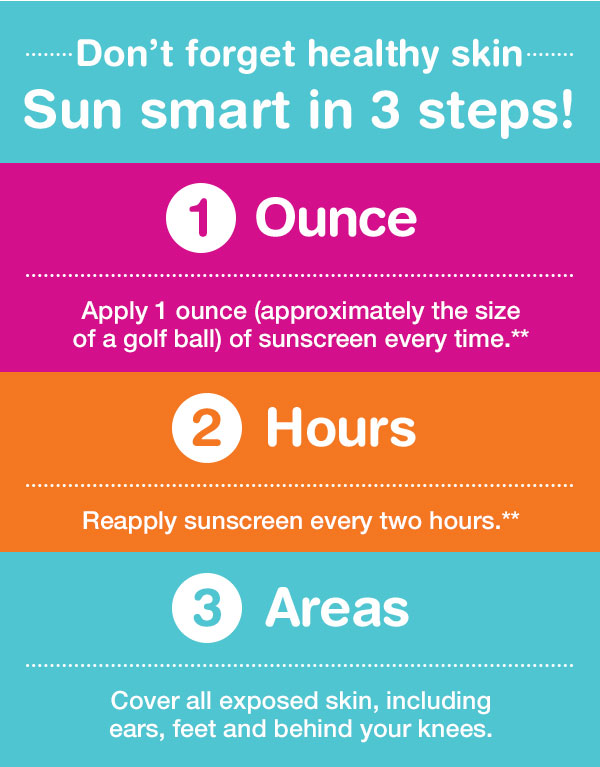 Don’t forget healthy skin
Sun smart in 3 steps!
1 Ounce
Apply 1 ounce (approximately the size
of a golf ball) of sunscreen every time.**
2 Hours
Reapply sunscreen every two hours.**
3 Areas
Cover all exposed skin, including
ears, feet and behind your knees.